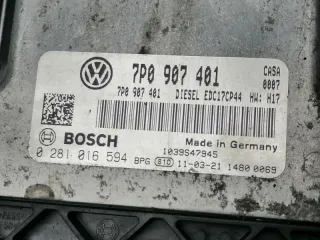 7P0 907 401 CASA
0007
7P0 907 401 DIESEL EDC17CP44 HW: H17
BOSCH Made in Germany
1039S47945
0 281 016 594 BPG 810 11-03-21 1480 0069